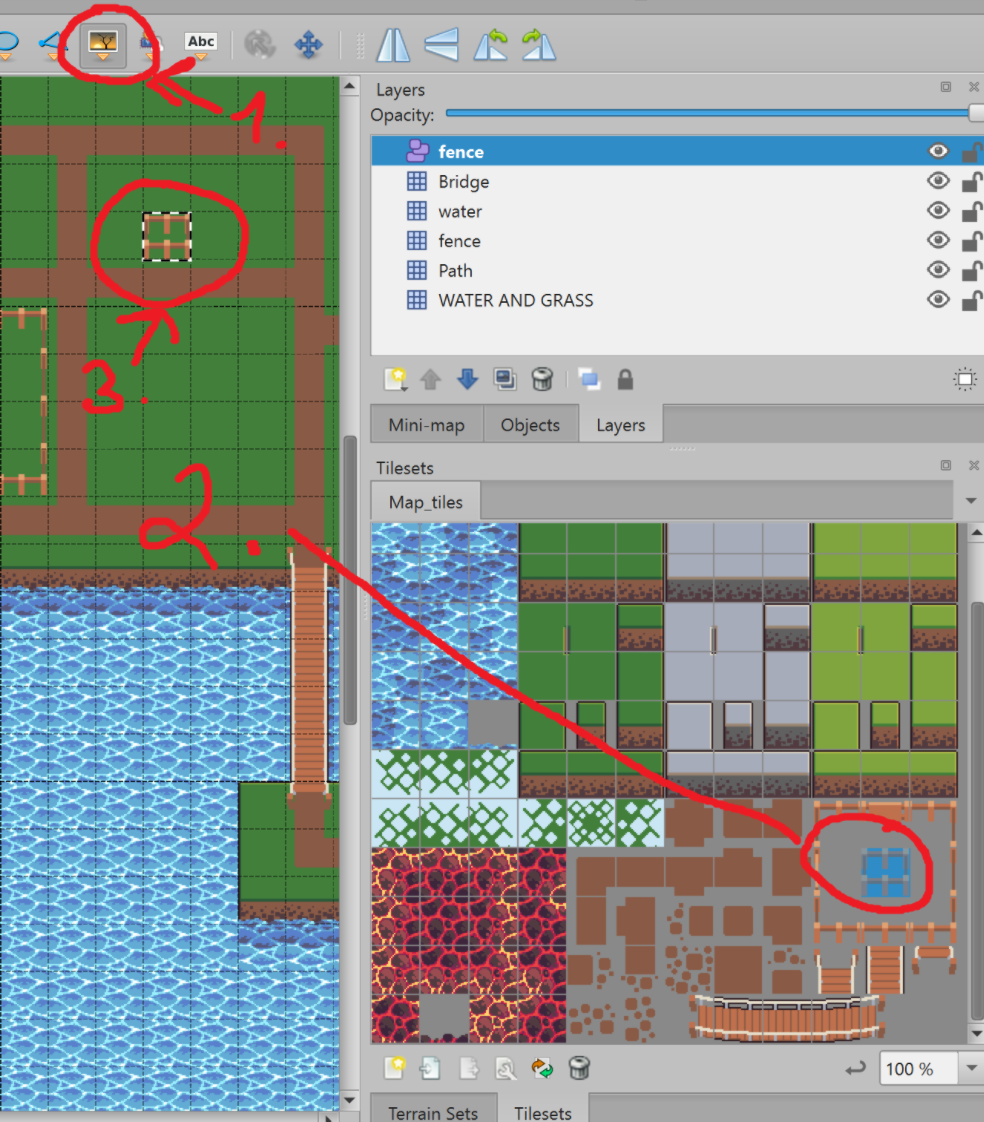 Abc
1.
Layers
Opacity:
fence
Bridge
water
fence
Path
WATER AND GRASS
3.
Mini-map
Objects
Layers
Tilesets
Map_tiles
2.
100 %
Terrain Sets
Tilesets